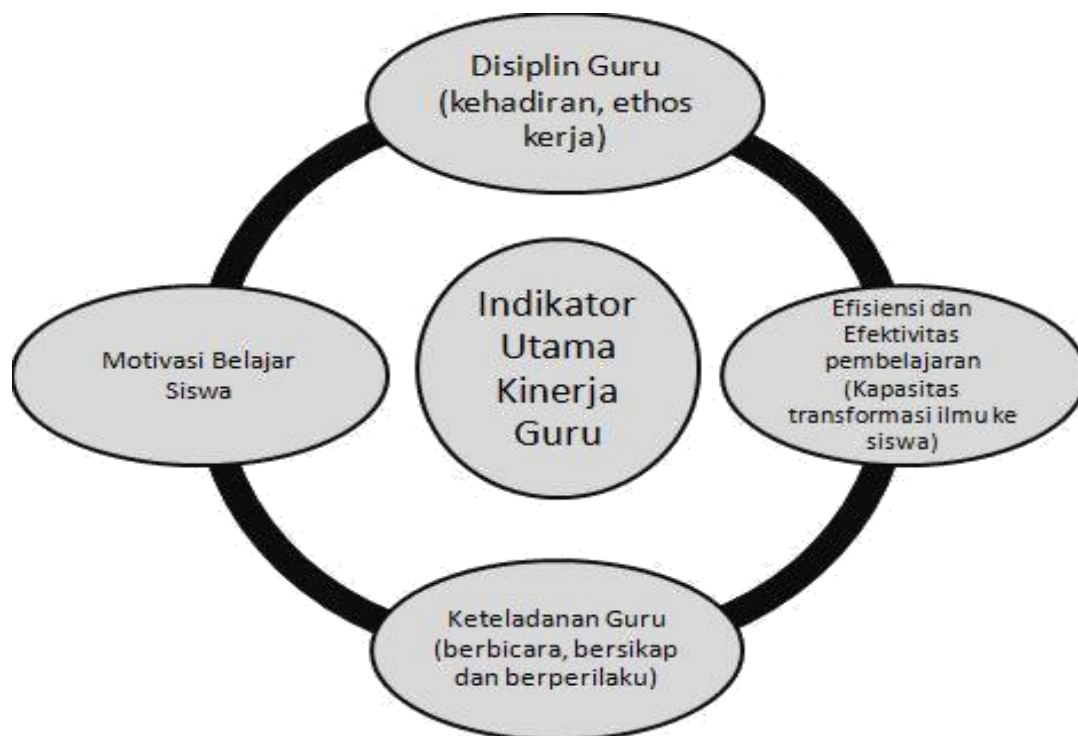 Disiplin Guru
(kehadiran, ethos
kerja)
Indikator
Utama
Kinerja
Guru
Efisiensi dan
Efektivitas
pembelajaran
(Kapasitas
transformasi ilmu ke
siswa)
Motivasi Belajar
Siswa
Keteladanan Guru
(berbicara, bersikap
dan berperilaku)